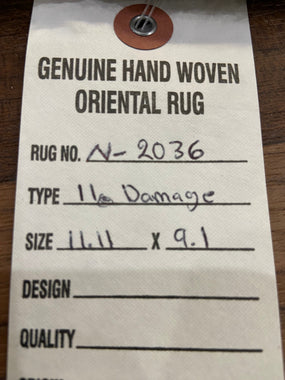 GENUINE HAND WOVEN
ORIENTAL RUG
RUG NO. N-2036
TYPE Damage
SIZE 11.11 X 9.1
DESIGN
QUALITY